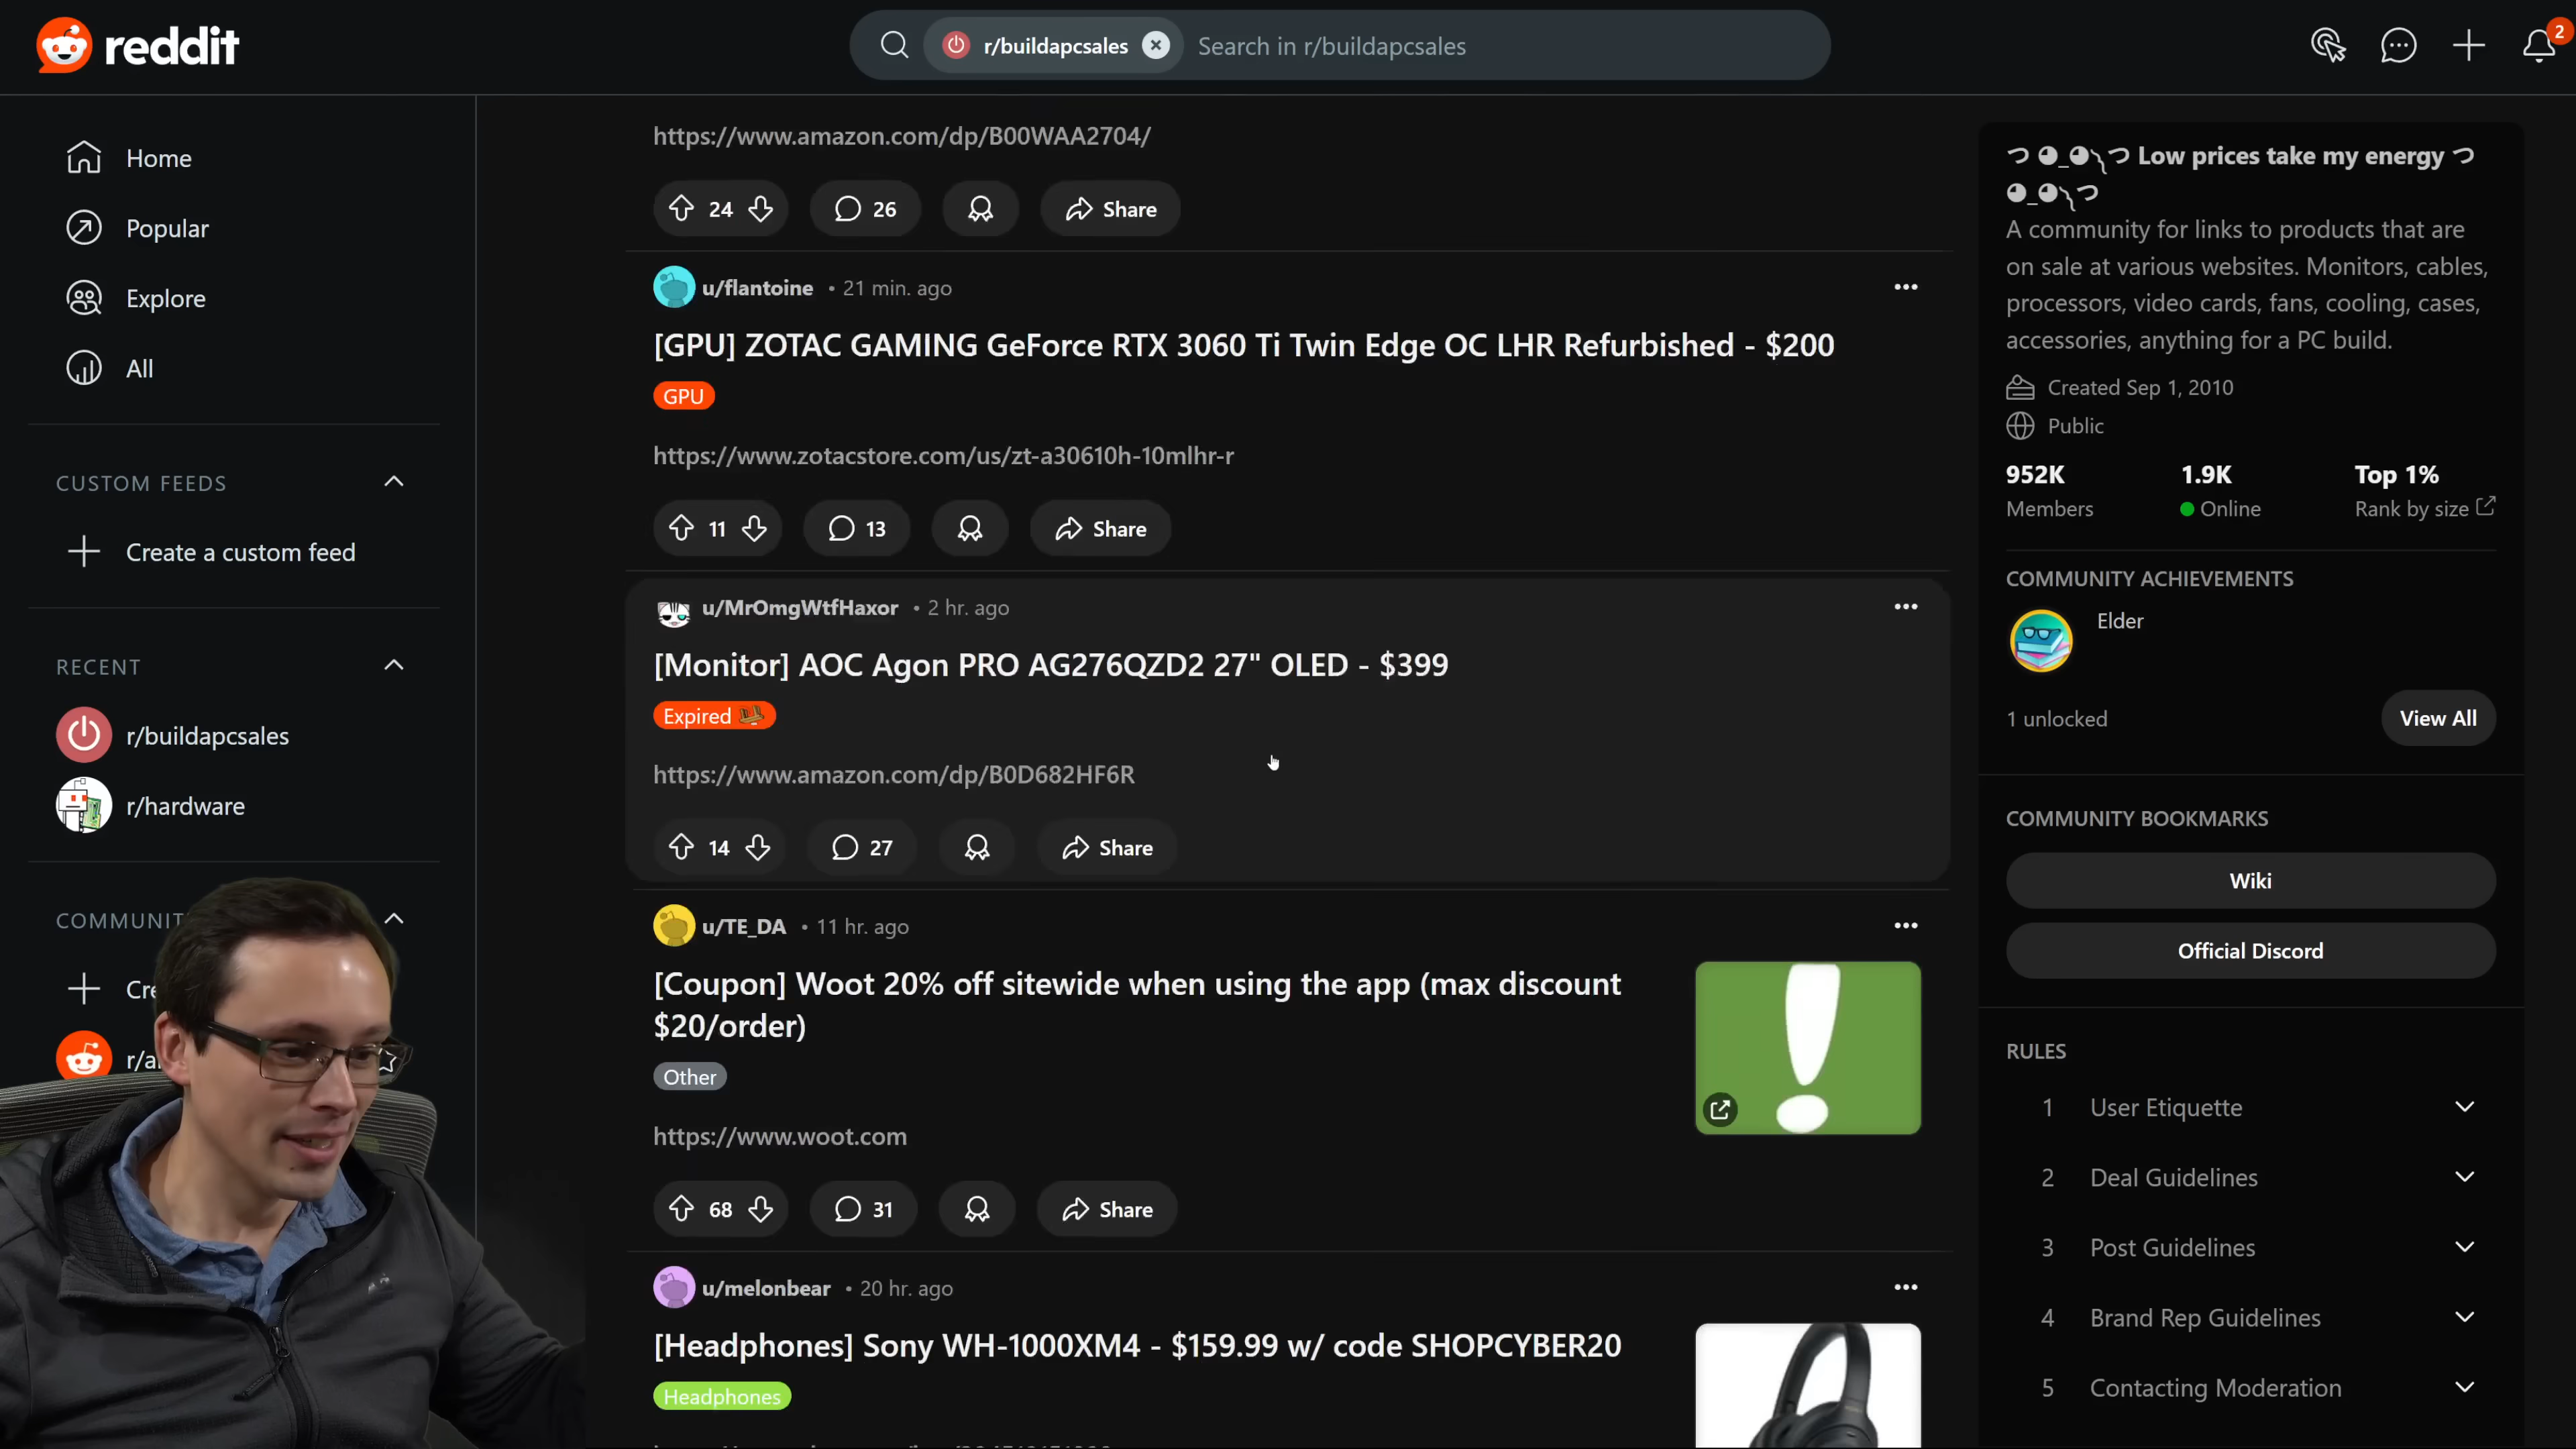 reddit
r/buildapcsales
Search in r/buildapcsales
2
Home
Popular
Explore
All
CUSTOM FEEDS
Create a custom feed
RECENT
r/buildapcsales
r/hardware
https://www.amazon.com/dp/B00WAA2704/
24
26
Share
u/flantoine • 21 min. ago
[GPU] ZOTAC GAMING GeForce RTX 3060 Ti Twin Edge OC LHR Refurbished - $200
GPU
https://www.zotacstore.com/us/zt-a30610h-10mlhr-r
11
13
Share
u/MrOmgWtfHaxor • 2 hr. ago
[Monitor] AOC Agon PRO AG276QZD2 27" OLED - $399
Expired
https://www.amazon.com/dp/B0D682HF6R
14
27
Share
u/TE_DA • 11 hr. ago
[Coupon] Woot 20% off sitewide when using the app (max discount
$20/order)
Other
https://www.woot.com
68
31
Share
u/melonbear • 20 hr. ago
[Headphones] Sony WH-1000XM4 - $159.99 w/ code SHOPCYBER20
Headphones
つ ◕_◕ ༽つ Low prices take my energy つ
◕_◕ ༽つ
A community for links to products that are
on sale at various websites. Monitors, cables,
processors, video cards, fans, cooling, cases,
accessories, anything for a PC build.
Created Sep 1, 2010
Public
952K
Members
1.9K
Online
Top 1%
Rank by size
COMMUNITY ACHIEVEMENTS
Elder
1 unlocked
View All
COMMUNITY BOOKMARKS
Wiki
Official Discord
RULES
1 User Etiquette
2 Deal Guidelines
3 Post Guidelines
4 Brand Rep Guidelines
5 Contacting Moderation